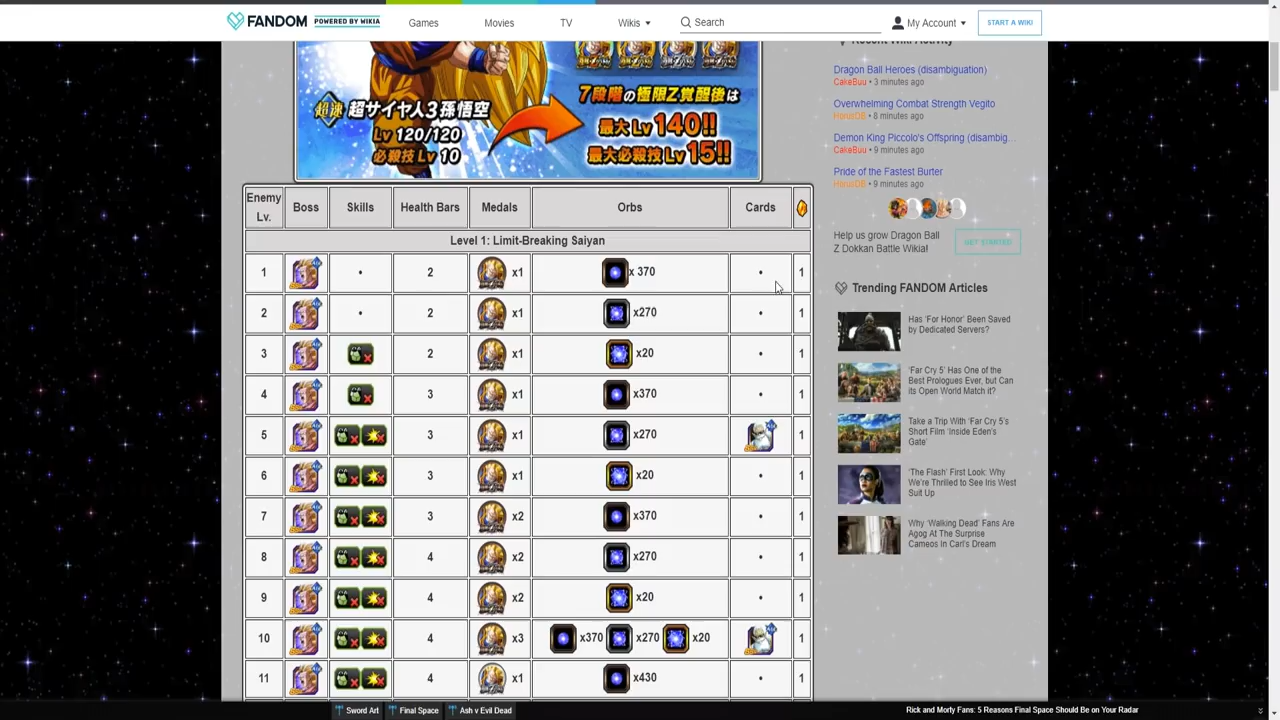 FANDOM
POWERED BY WIKIA
Games
Movies
TV
Wikis
Search
My Account
START A WIKI
超速 超サイヤ人3孫悟空
Lv 120/120
必殺技 Lv 10
7段階の極限Z覚醒後は
最大 Lv 140!!
最大必殺技 Lv 15!!
Enemy Lv.
Boss
Skills
Health Bars
Medals
Orbs
Cards
Level 1: Limit-Breaking Saiyan
1 • 2 x1 x 370 • 1
2 • 2 x1 x270 • 1
3 2 x1 x20 • 1
4 3 x1 x370 • 1
5 3 x1 x270 1
6 3 x1 x20 • 1
7 3 x2 x370 • 1
8 4 x2 x270 • 1
9 4 x2 x20 • 1
10 4 x3 x370 x270 x20 1
11 4 x1 x430 • 1
Recent Wiki Activity
Dragon Ball Heroes (disambiguation)
CakeBuu • 3 minutes ago
Overwhelming Combat Strength Vegito
HorusDB • 8 minutes ago
Demon King Piccolo's Offspring (disambig...
CakeBuu • 9 minutes ago
Pride of the Fastest Burter
HorusDB • 9 minutes ago
Help us grow Dragon Ball
Z Dokkan Battle Wikia!
GET STARTED
Trending FANDOM Articles
Has 'For Honor' Been Saved
by Dedicated Servers?
'Far Cry 5' Has One of the
Best Prologues Ever, but Can
its Open World Match it?
Take a Trip With 'Far Cry 5's
Short Film 'Inside Eden's
Gate'
'The Flash' First Look: Why
We're Thrilled to See Iris West
Suit Up
Why 'Walking Dead' Fans Are
Agog At The Surprise
Cameos In Carl's Dream
Sword Art
Final Space
Ash v Evil Dead
Rick and Morty Fans: 5 Reasons Final Space Should Be on Your Radar